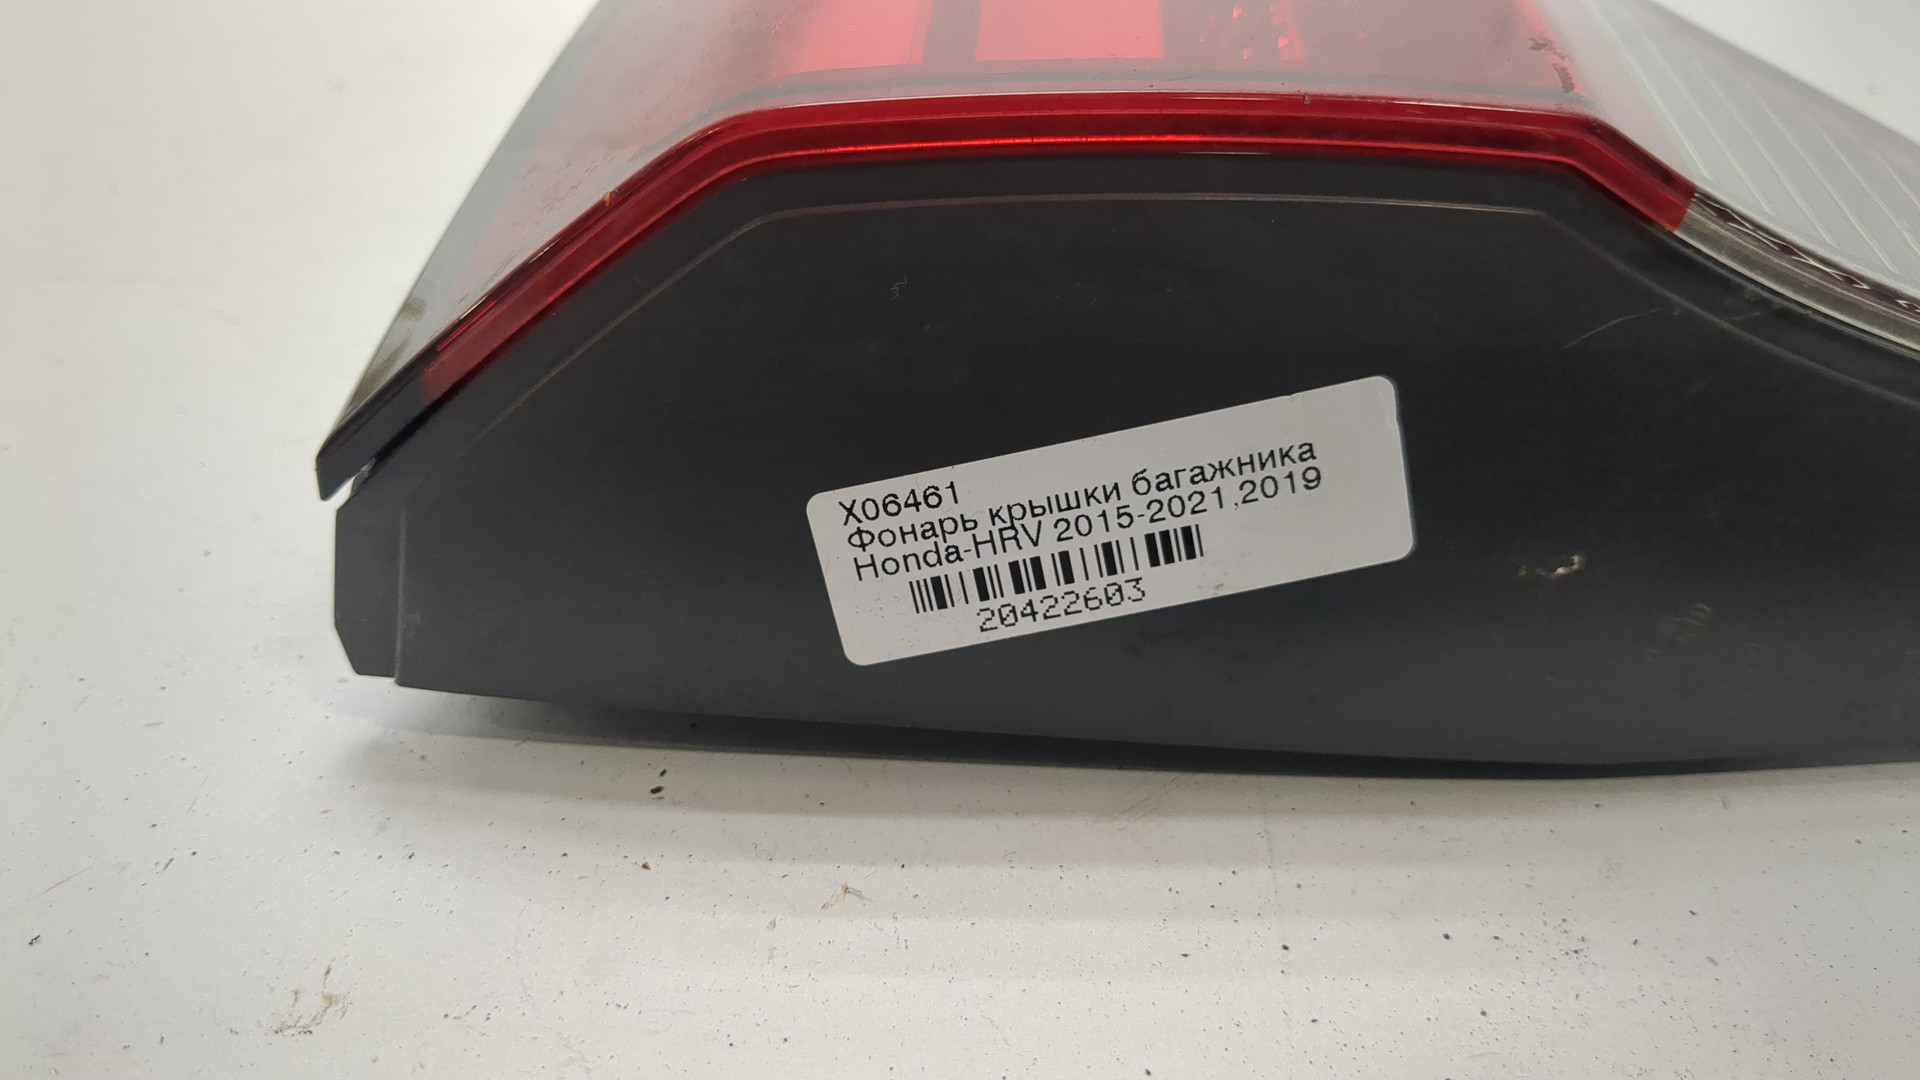 X06461
Фонарь крышки багажника
Honda-HRV 2015-2021,2019
20422603